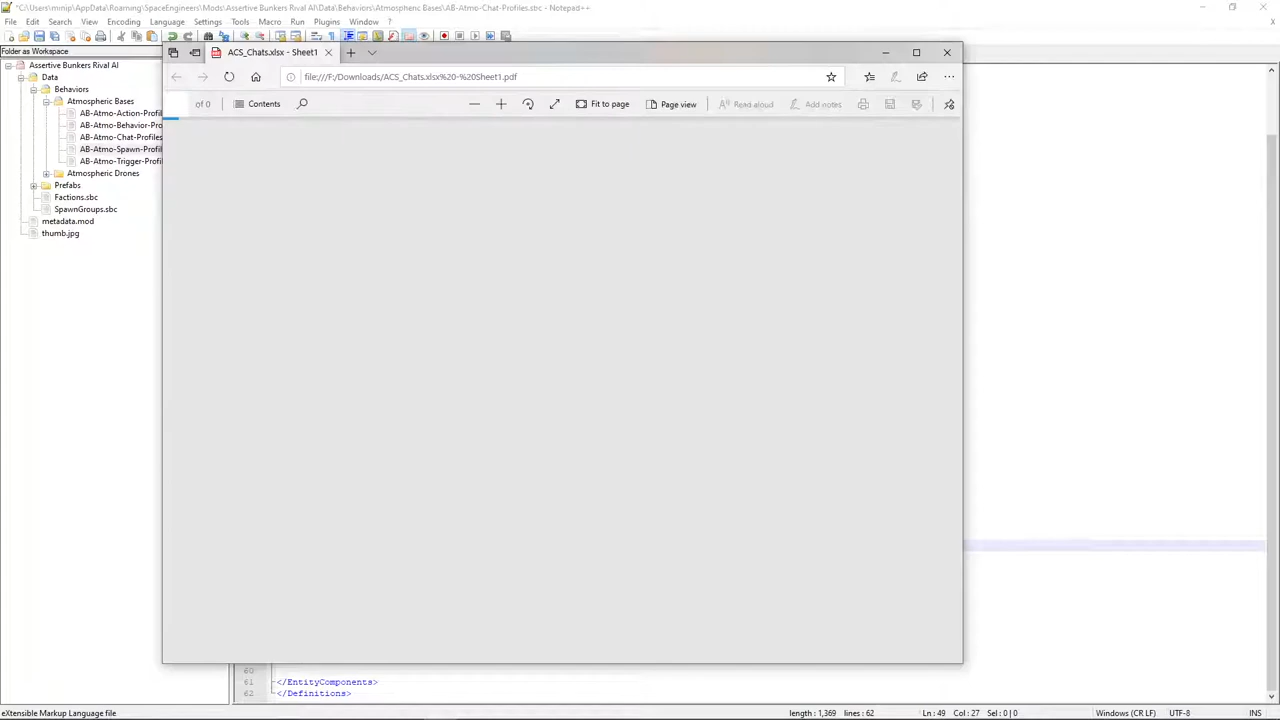 *C:\Users\mmip\AppData\Roaming\SpaceEngineers\Mods\Assertive Bunkers Rival AI\Data\Behaviors\Atmospheric Bases\AB-Atmo-Chat-Profiles.sbc - Notepad++
File Edit Search View Encoding Language Settings Tools Macro Run Plugins Window ?
X
Folder as Workspace
Assertive Bunkers Rival AI
Data
Behaviors
Atmospheric Bases
AB-Atmo-Action-Profil
AB-Atmo-Behavior-Pro
AB-Atmo-Chat-Profiles
AB-Atmo-Spawn-Profil
AB-Atmo-Trigger-Profil
Atmospheric Drones
Prefabs
Factions.sbc
SpawnGroups.sbc
metadata.mod
thumb.jpg
ACS_Chats.xlsx - Sheet1
file:///F:/Downloads/ACS_Chats.xlsx%20-%20Sheet1.pdf
of 0 Contents Fit to page Page view Read aloud Add notes
60
61 </EntityComponents>
62 </Definitions>
eXtensible Markup Language file length : 1,369 lines : 62 Ln : 49 Col : 27 Sel : 0 | 0 Windows (CR LF) UTF-8 INS